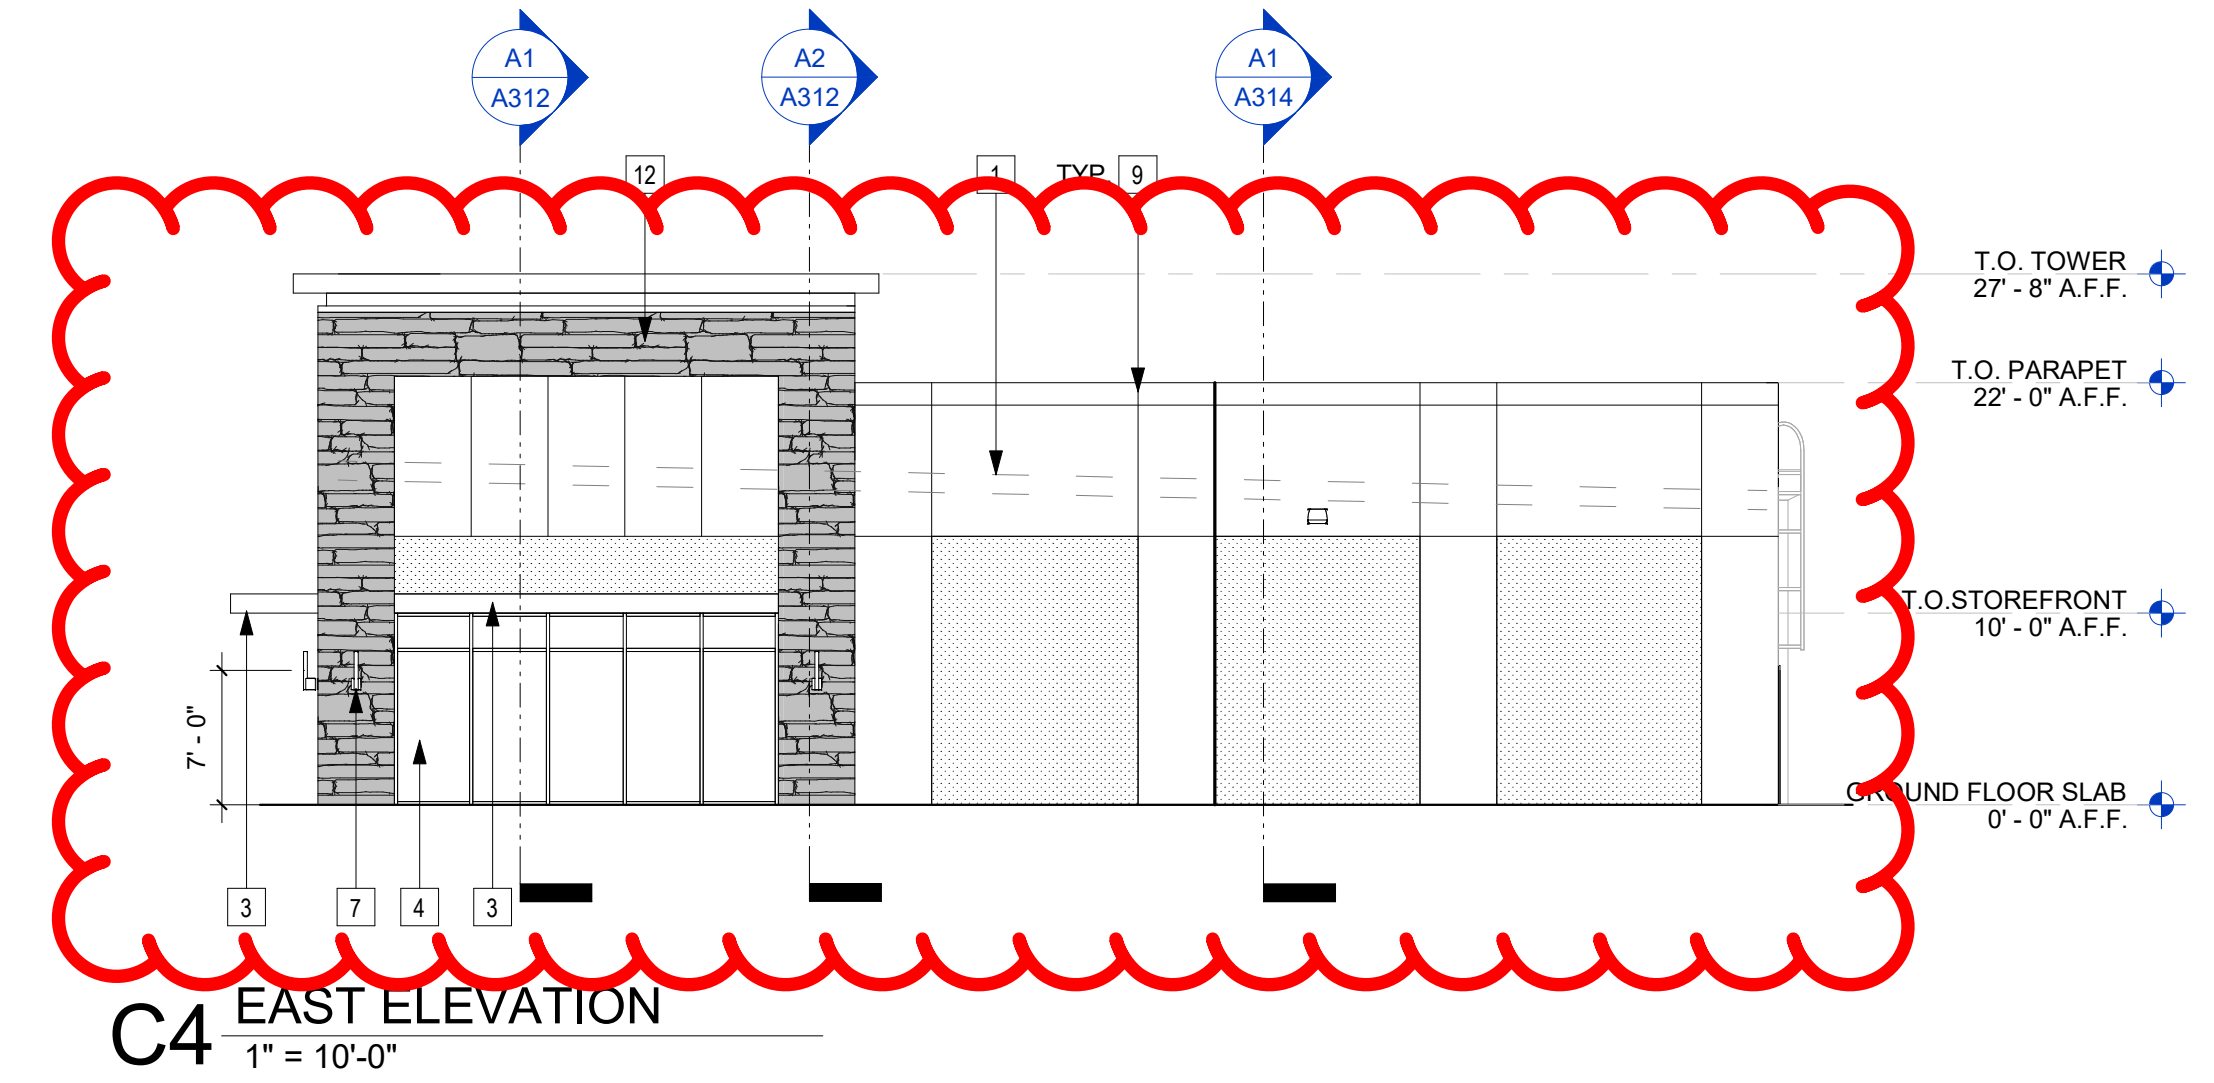 A1
A312
A2
A312
A1
A314
12
1
TYP.
9
T.O. TOWER
27' - 8" A.F.F.
T.O. PARAPET
22' - 0" A.F.F.
T.O.STOREFRONT
10' - 0" A.F.F.
7' - 0"
GROUND FLOOR SLAB
0' - 0" A.F.F.
3
7
4
3
C4
EAST ELEVATION
1" = 10'-0"